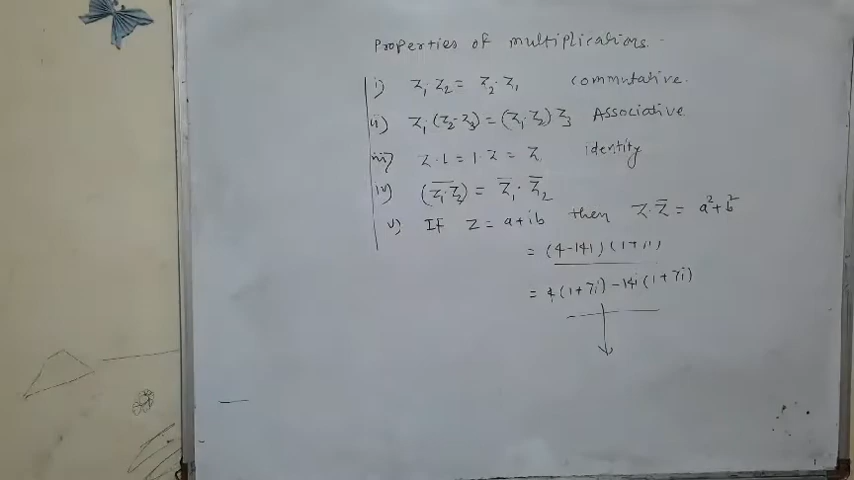 Properties of multiplications.
i) z₁·z₂ = z₂·z₁ commutative.
ii) z₁·(z₂·z₃) = (z₁·z₂) z₃ Associative
iii) z·1 = 1·z = z identity
iv) (z̅₁̅·̅z̅₂̅) = z̅₁·z̅₂
v) IF z = a+ib then z·z̅ = a²+b²
= (4-14i)(1+7i)
= 4(1+7i) -14i(1+7i)